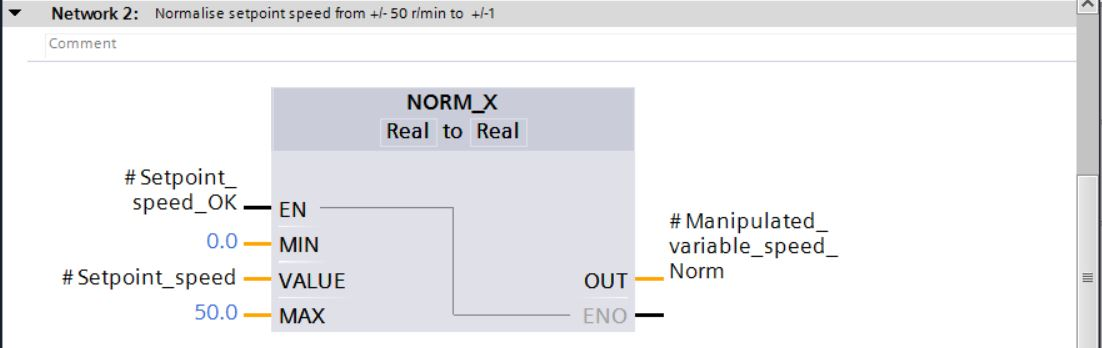 Network 2: Normalise setpoint speed from +/- 50 r/min to +/-1
Comment
NORM_X
Real to Real
#Setpoint_
speed_OK
EN
0.0
MIN
#Setpoint_speed
VALUE
50.0
MAX
#Manipulated_
variable_speed_
Norm
OUT
ENO